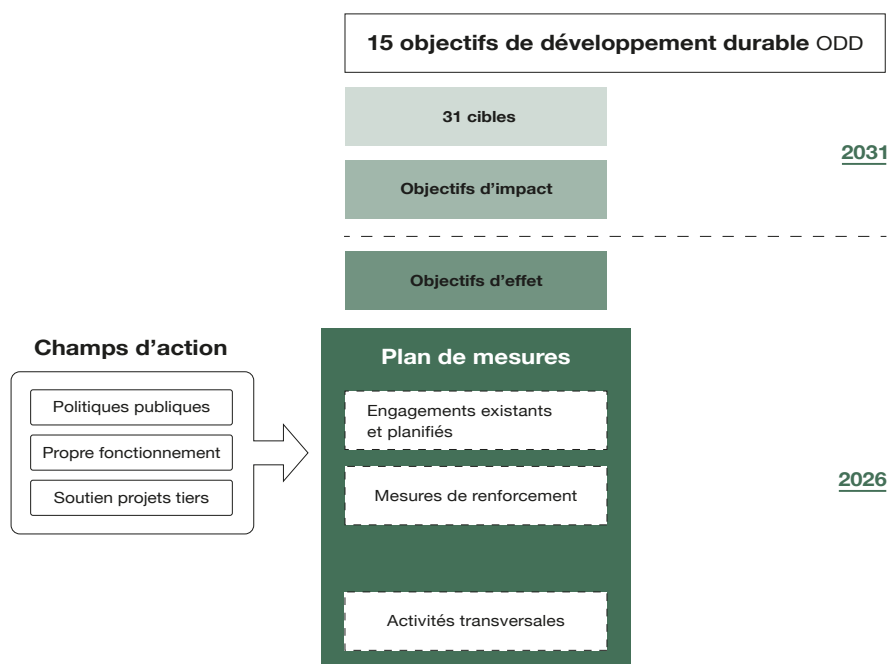 15 objectifs de développement durable ODD
31 cibles
2031
Objectifs d’impact
Objectifs d’effet
Champs d’action
Politiques publiques
Propre fonctionnement
Soutien projets tiers
Plan de mesures
Engagements existants
et planifiés
Mesures de renforcement
2026
Activités transversales